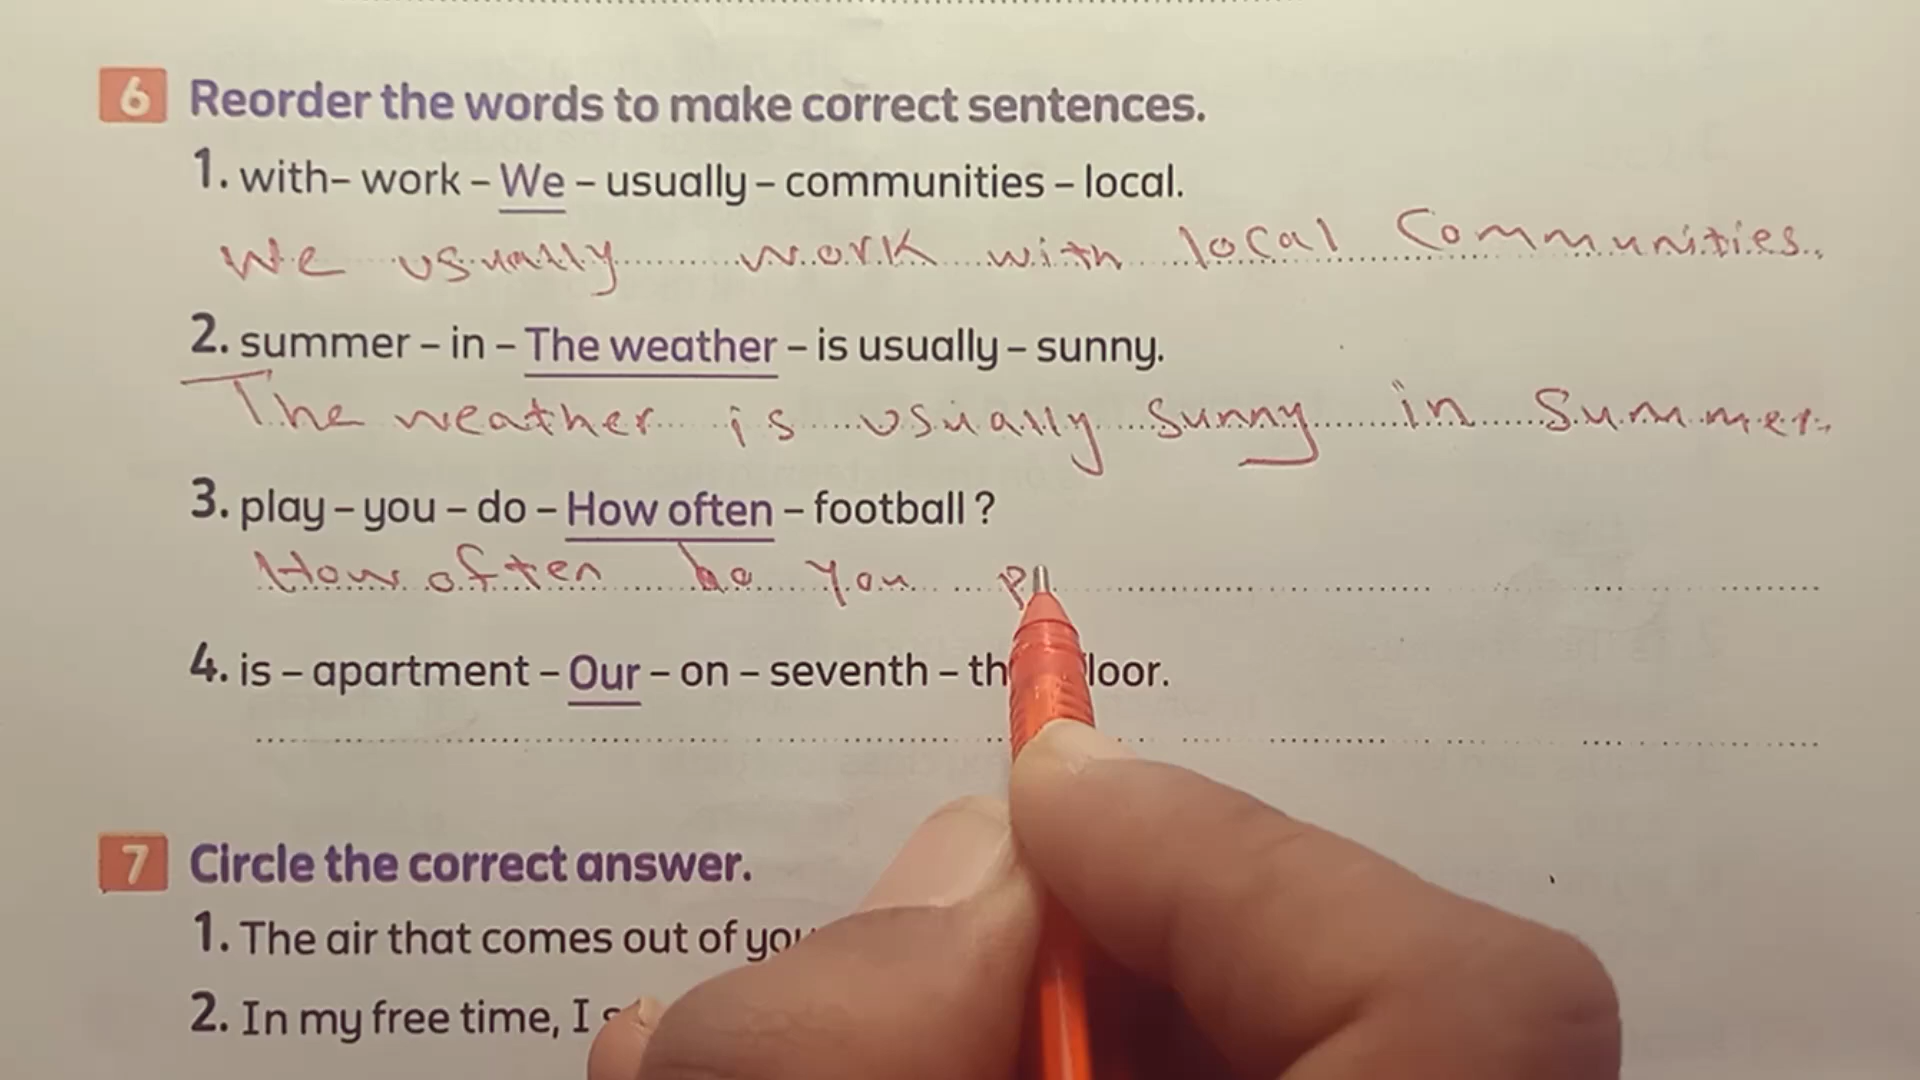 6 Reorder the words to make correct sentences.
1. with– work – We – usually – communities – local.
We usually work with local Communities.
2. summer – in – The weather – is usually – sunny.
The weather is usually sunny in Summer.
3. play – you – do – How often – football ?
How often do you pl
4. is – apartment – Our – on – seventh – th loor.
7 Circle the correct answer.
1. The air that comes out of you
2. In my free time, I